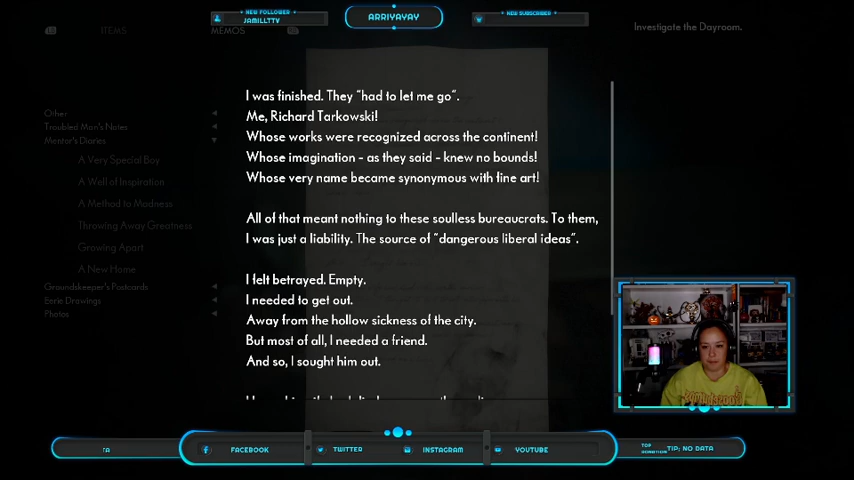 NEW FOLLOWER
JAMILLTTV
ARRIYAYAY
NEW SUBSCRIBER
Investigate the Dayroom.
ITEMS
MEMOS
Other
Troubled Man's Notes
Mentor's Diaries
A Very Special Boy
A Well of Inspiration
A Method to Madness
Throwing Away Greatness
Growing Apart
A New Home
Groundskeeper's Postcards
Eerie Drawings
Photos
I was finished. They "had to let me go".
Me, Richard Tarkowski!
Whose works were recognized across the continent!
Whose imagination - as they said - knew no bounds!
Whose very name became synonymous with fine art!
All of that meant nothing to these soulless bureaucrats. To them,
I was just a liability. The source of "dangerous liberal ideas".
I felt betrayed. Empty.
I needed to get out.
Away from the hollow sickness of the city.
But most of all, I needed a friend.
And so, I sought him out.
TA
FACEBOOK
TWITTER
INSTAGRAM
YOUTUBE
TOP
DONATION
TIP: NO DATA